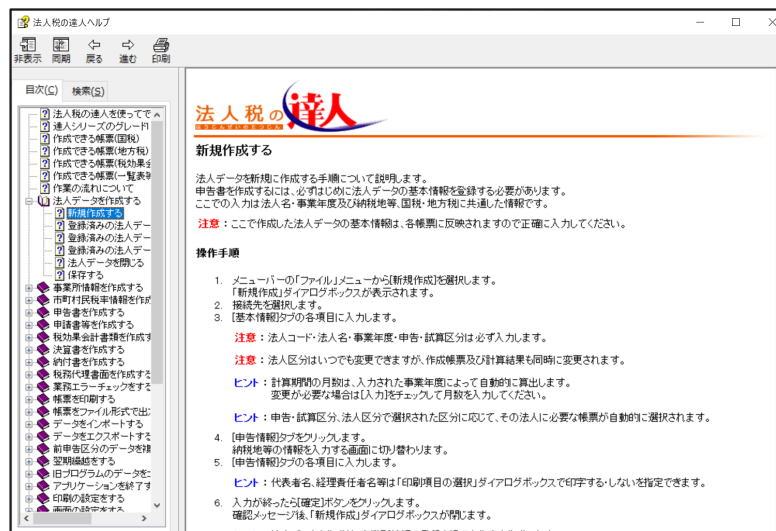 法人税の達人ヘルプ
非表示 同期 戻る 進む 印刷
目次(C) 検索(S)
法人税の達人を使ってで
達人シリーズのグレード
作成できる帳票(国税)
作成できる帳票(地方税)
作成できる帳票(税効果会
作成できる帳票(一覧表等
作業の流れについて
法人データを作成する
新規作成する
登録済みの法人デー
登録済みの法人デー
登録済みの法人デー
法人データを閉じる
保存する
事業所情報を作成する
市町村民税率情報を作成
申告書を作成する
申請書等を作成する
税効果会計書類を作成す
決算書を作成する
納付書を作成する
税務代理書面を作成する
業務エラーチェックをする
帳票を印刷する
帳票をファイル形式で出
データをインポートする
データをエクスポートする
前申告区分のデータを複
翌期繰越をする
旧プログラムのデータを
アプリケーションを終了す
印刷の設定をする
画面の設定をする
法人税の達人
ほうじんぜいのたつじん
新規作成する
法人データを新規に作成する手順について説明します。
申告書を作成するには、必ずはじめに法人データの基本情報を登録する必要があります。
ここでの入力は法人名・事業年度及び納税地等、国税・地方税に共通した情報です。
注意：ここで作成した法人データの基本情報は、各帳票に反映されますので正確に入力してください。
操作手順
1. メニューバーの「ファイル」メニューから[新規作成]を選択します。
「新規作成」ダイアログボックスが表示されます。
2. 接続先を選択します。
3. [基本情報]タブの各項目に入力します。
注意：法人コード・法人名・事業年度・申告・試算区分は必ず入力します。
注意：法人区分はいつでも変更できますが、作成帳票及び計算結果も同時に変更されます。
ヒント：計算期間の月数は、入力された事業年度によって自動的に算出します。
変更が必要な場合は[入力]をチェックして月数を入力してください。
ヒント：申告・試算区分、法人区分で選択された区分に応じて、その法人に必要な帳票が自動的に選択されます。
4. [申告情報]タブをクリックします。
納税地等の情報を入力する画面に切り替わります。
5. [申告情報]タブの各項目に入力します。
ヒント：代表者名、経理責任者名等は「印刷項目の選択」ダイアログボックスで印字する・しないを指定できます。
6. 入力が終ったら[確定]ボタンをクリックします。
確認メッセージ後、「新規作成」ダイアログボックスが閉じます。